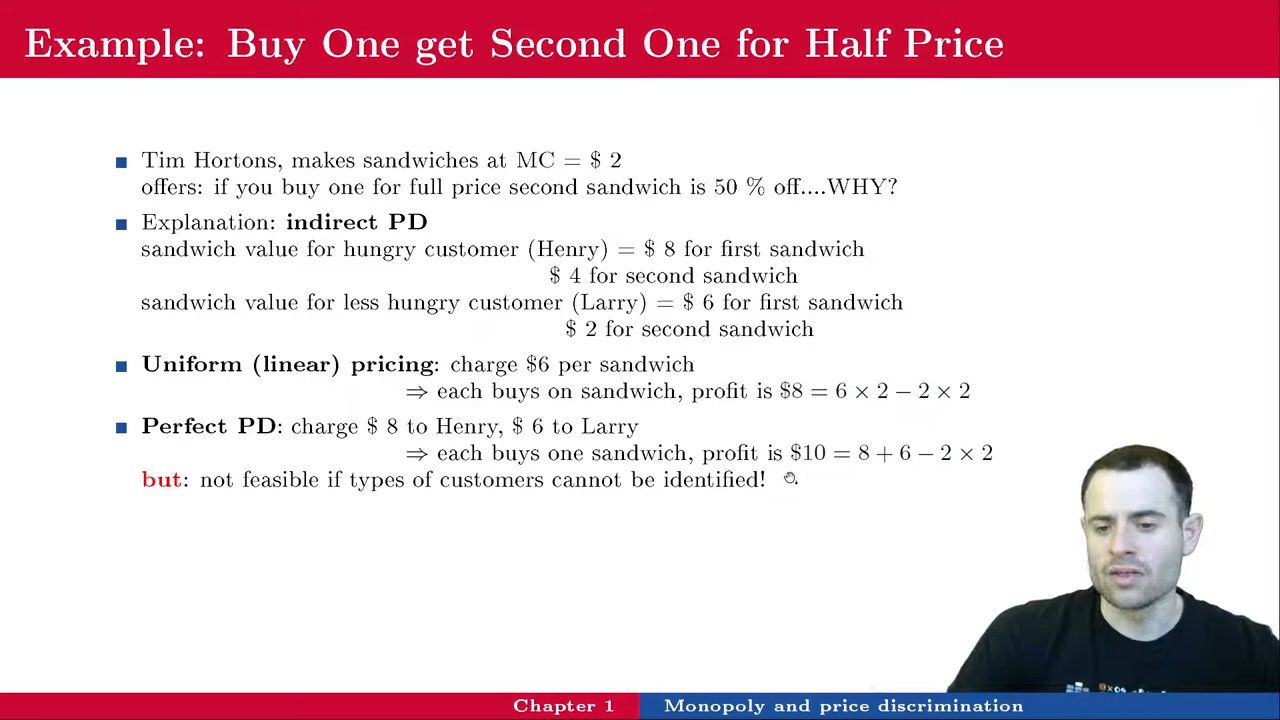 Example: Buy One get Second One for Half Price
Tim Hortons, makes sandwiches at MC = $ 2
offers: if you buy one for full price second sandwich is 50 % off....WHY?
Explanation: indirect PD
sandwich value for hungry customer (Henry) = $ 8 for first sandwich
$ 4 for second sandwich
sandwich value for less hungry customer (Larry) = $ 6 for first sandwich
$ 2 for second sandwich
Uniform (linear) pricing: charge $6 per sandwich
⇒ each buys on sandwich, profit is $8 = 6 × 2 − 2 × 2
Perfect PD: charge $ 8 to Henry, $ 6 to Larry
⇒ each buys one sandwich, profit is $10 = 8 + 6 − 2 × 2
but: not feasible if types of customers cannot be identified!
Chapter 1 Monopoly and price discrimination